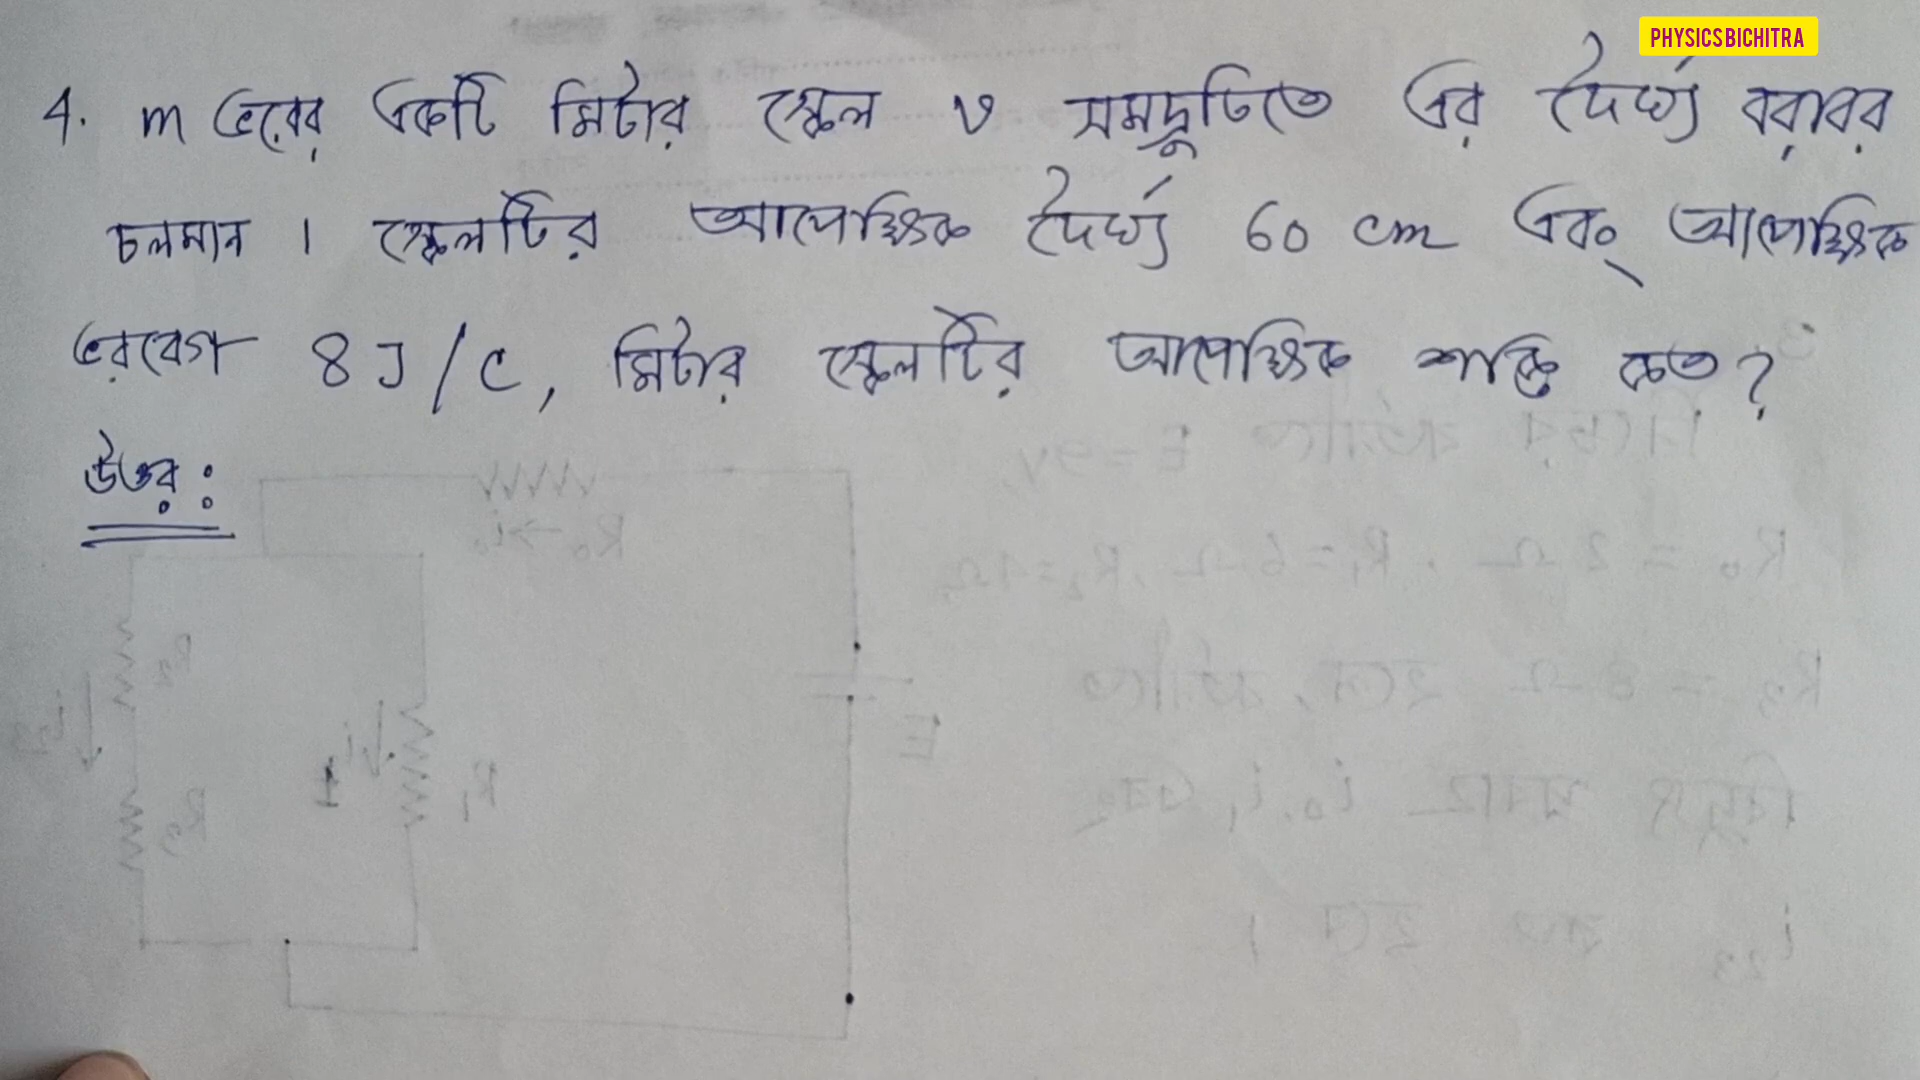 PHYSICS BICHITRA
4. m ভরের একটি মিটার স্কেল v সমদ্রুতিতে এর দৈর্ঘ্য বরাবর
চলমান । স্কেলটির আপেক্ষিক দৈর্ঘ্য 60 cm এবং আপেক্ষিক
ভরবেগ 8 J/C, মিটার স্কেলটির আপেক্ষিক শক্তি কত ?
উত্তর :